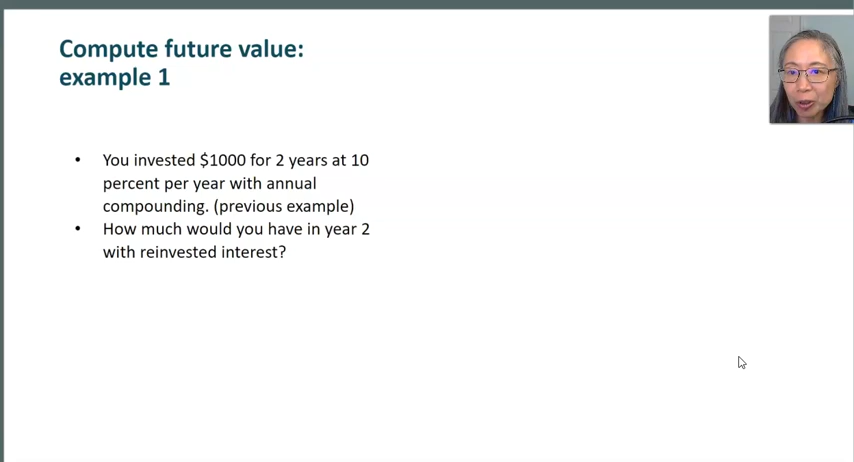 Compute future value:
example 1
• You invested $1000 for 2 years at 10
percent per year with annual
compounding. (previous example)
• How much would you have in year 2
with reinvested interest?